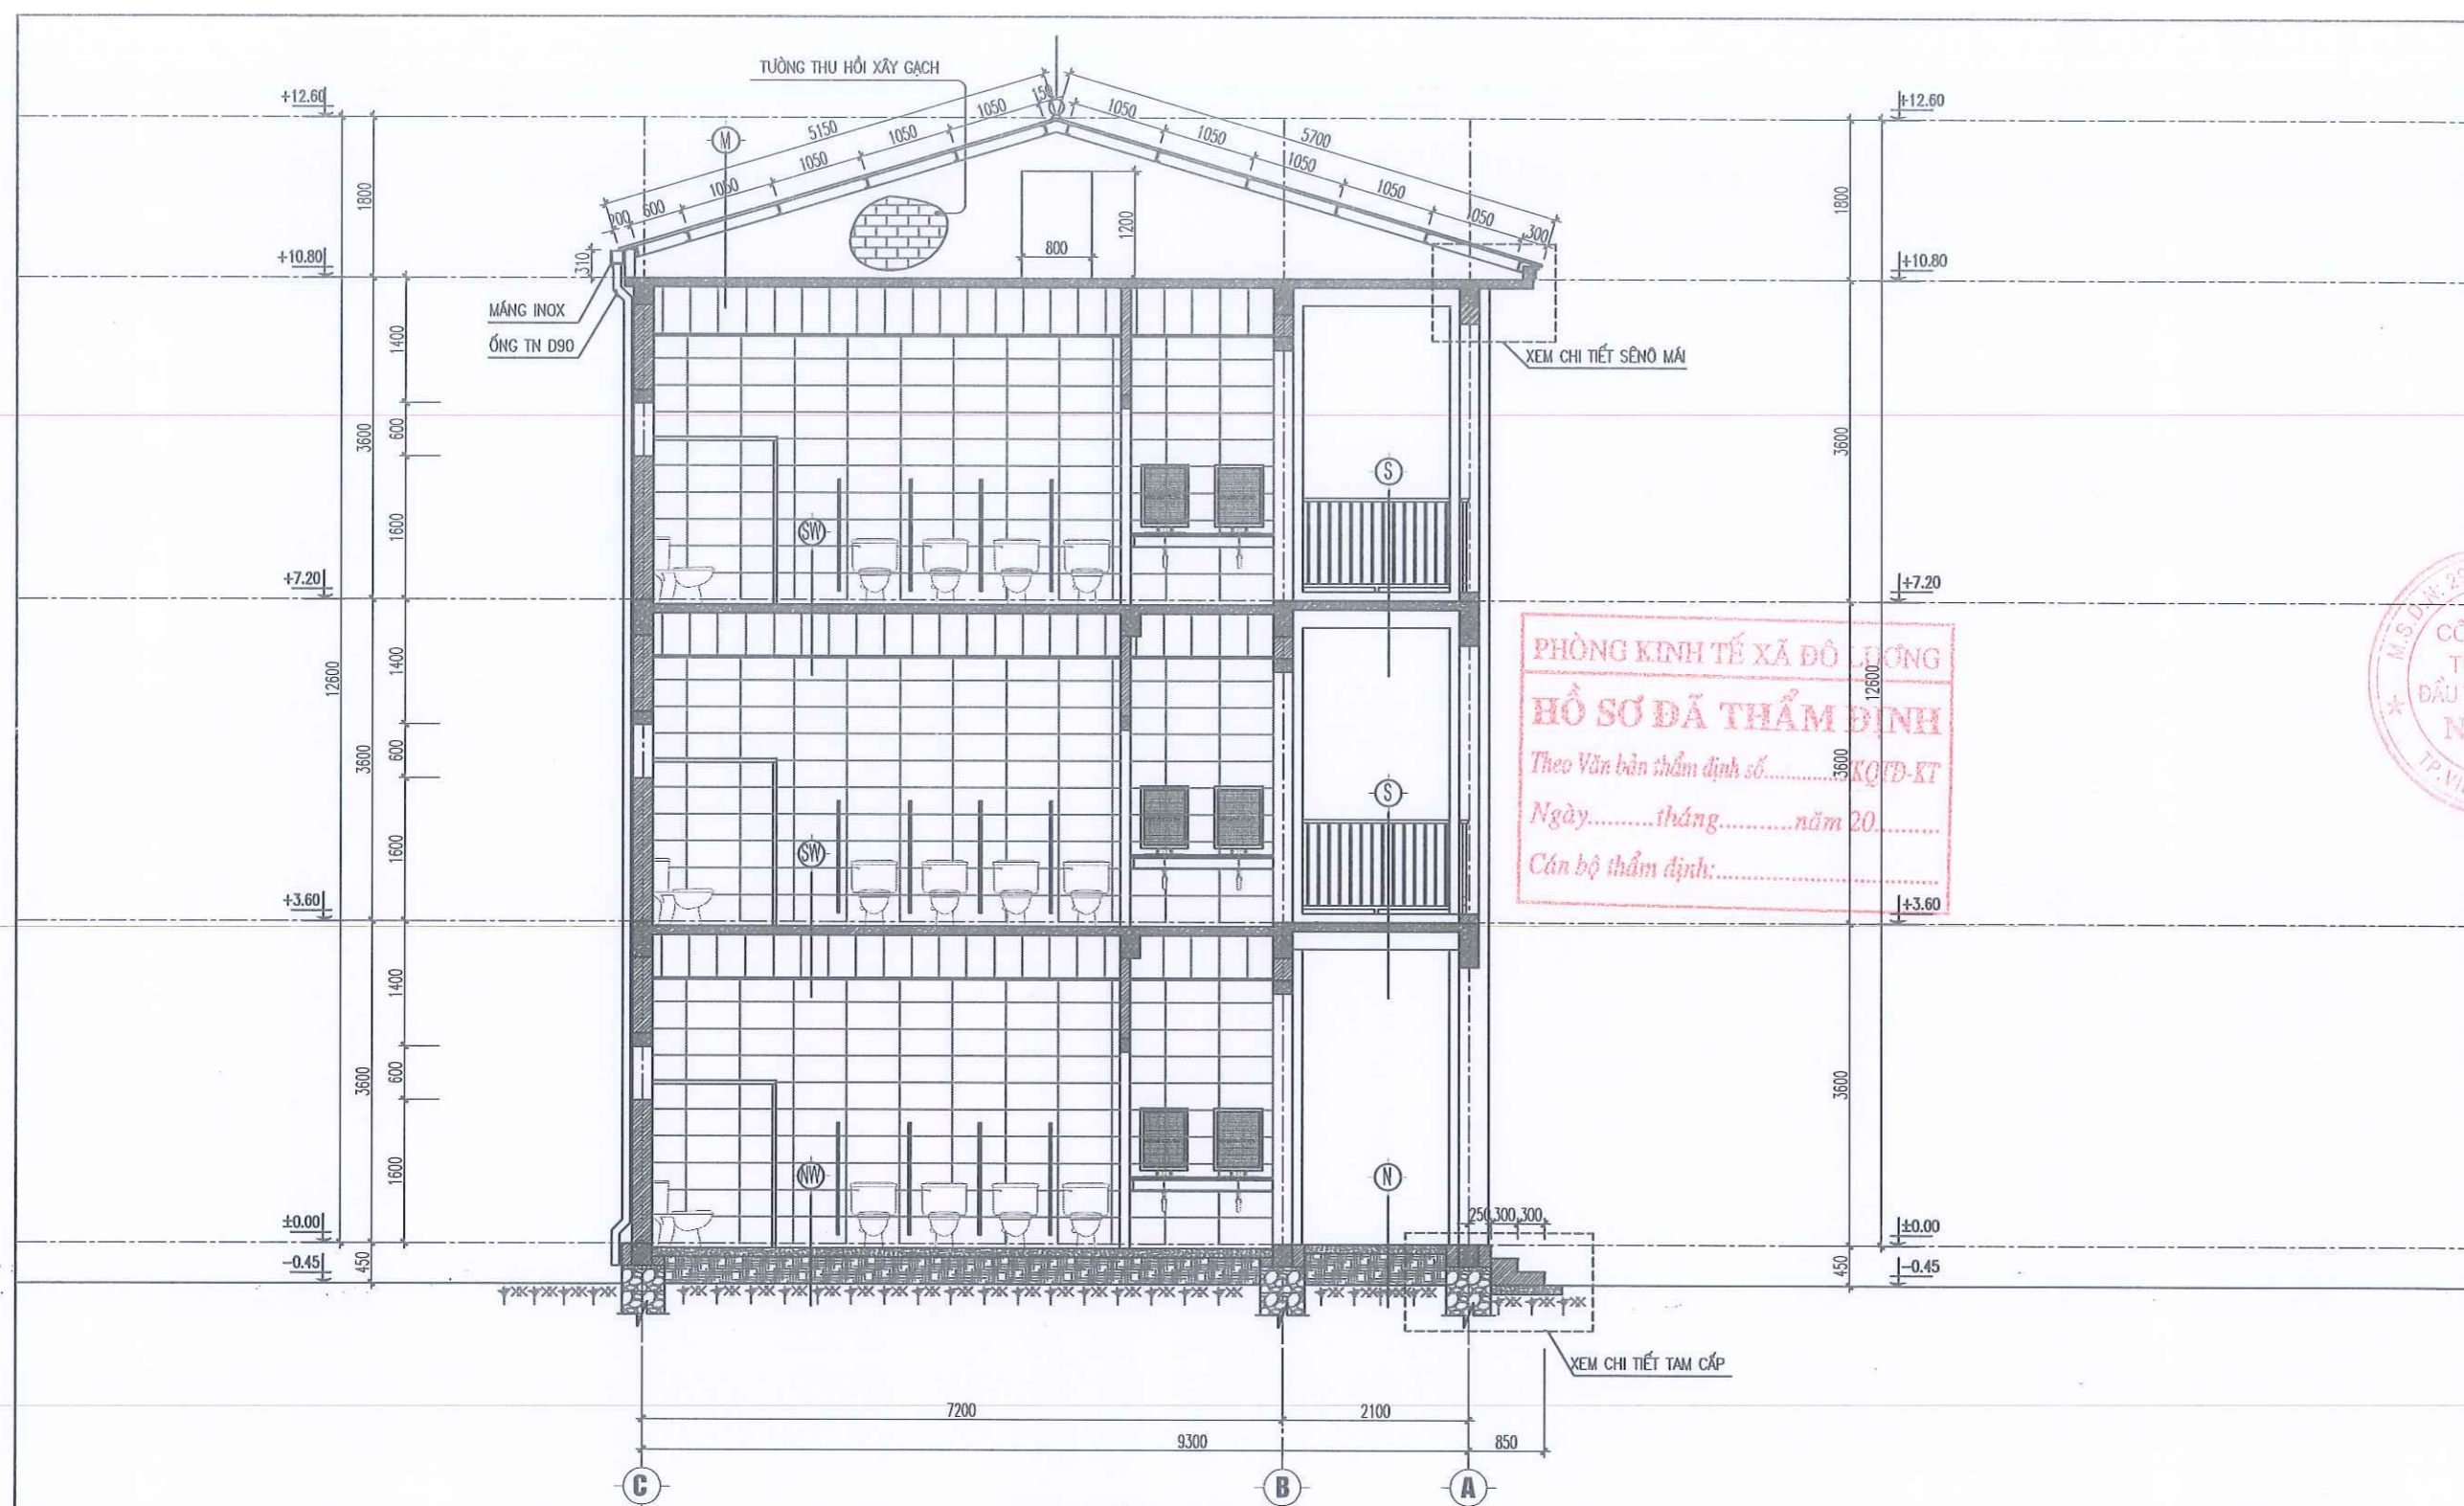 TƯỜNG THU HỒI XÂY GẠCH
+12.60
+12.60
5150
150
1050
1050
1050
1050
600
200
1050
1050
1050
1050
1050
300
5700
M
1800
1800
800
1200
310
+10.80
+10.80
MÁNG INOX
ỐNG TN D90
XEM CHI TIẾT SÊNÔ MÁI
1400
600
1600
3600
3600
SW
S
+7.20
+7.20
12600
12600
1400
600
1600
3600
3600
SW
S
PHÒNG KINH TẾ XÃ ĐÔ LƯƠNG
HỒ SƠ ĐÃ THẨM ĐỊNH
Theo Văn bản thẩm định số............/KQTD-KT
Ngày..........tháng...........năm 20..........
Cán bộ thẩm định:...................................
M.S.D.N: 29
ĐẦU
+3.60
+3.60
1400
600
1600
3600
3600
NW
N
250 300 300
±0.00
±0.00
450
450
-0.45
-0.45
XEM CHI TIẾT TAM CẤP
7200
2100
9300
850
C
B
A